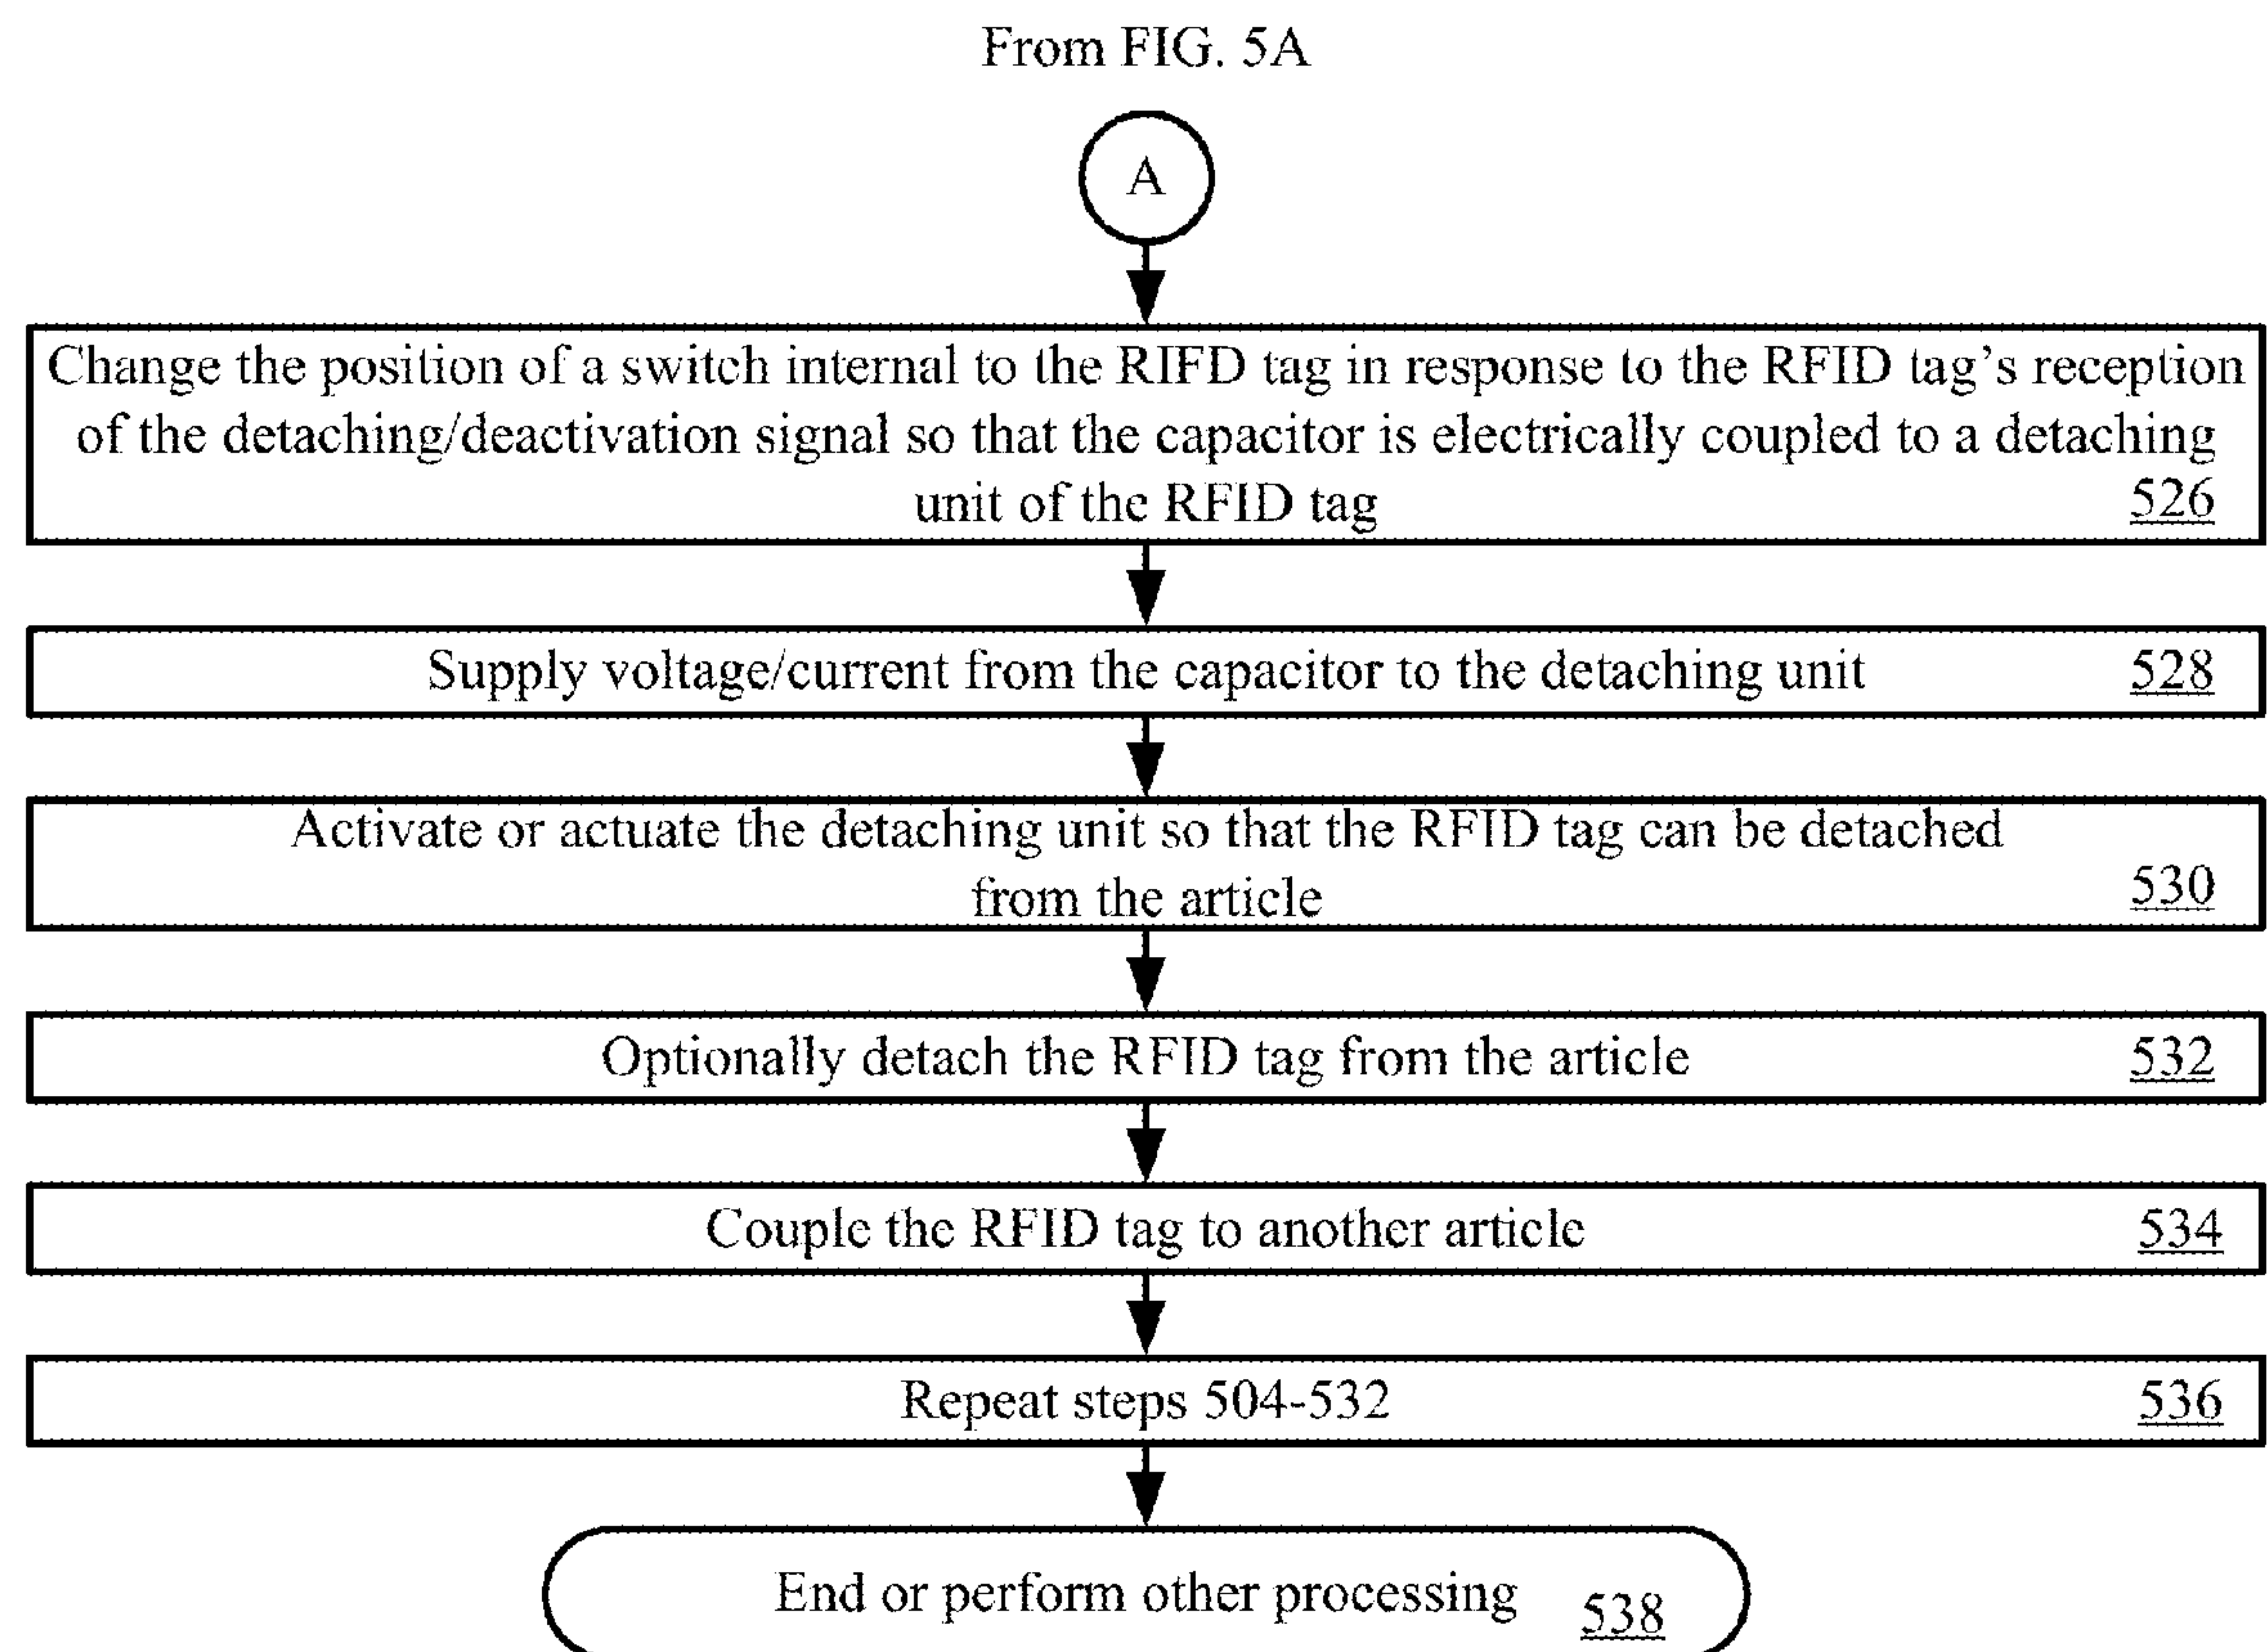 From FIG. 5A
A
Change the position of a switch internal to the RIFD tag in response to the RFID tag's reception
of the detaching/deactivation signal so that the capacitor is electrically coupled to a detaching
unit of the RFID tag 526
Supply voltage/current from the capacitor to the detaching unit 528
Activate or actuate the detaching unit so that the RFID tag can be detached
from the article 530
Optionally detach the RFID tag from the article 532
Couple the RFID tag to another article 534
Repeat steps 504-532 536
End or perform other processing 538